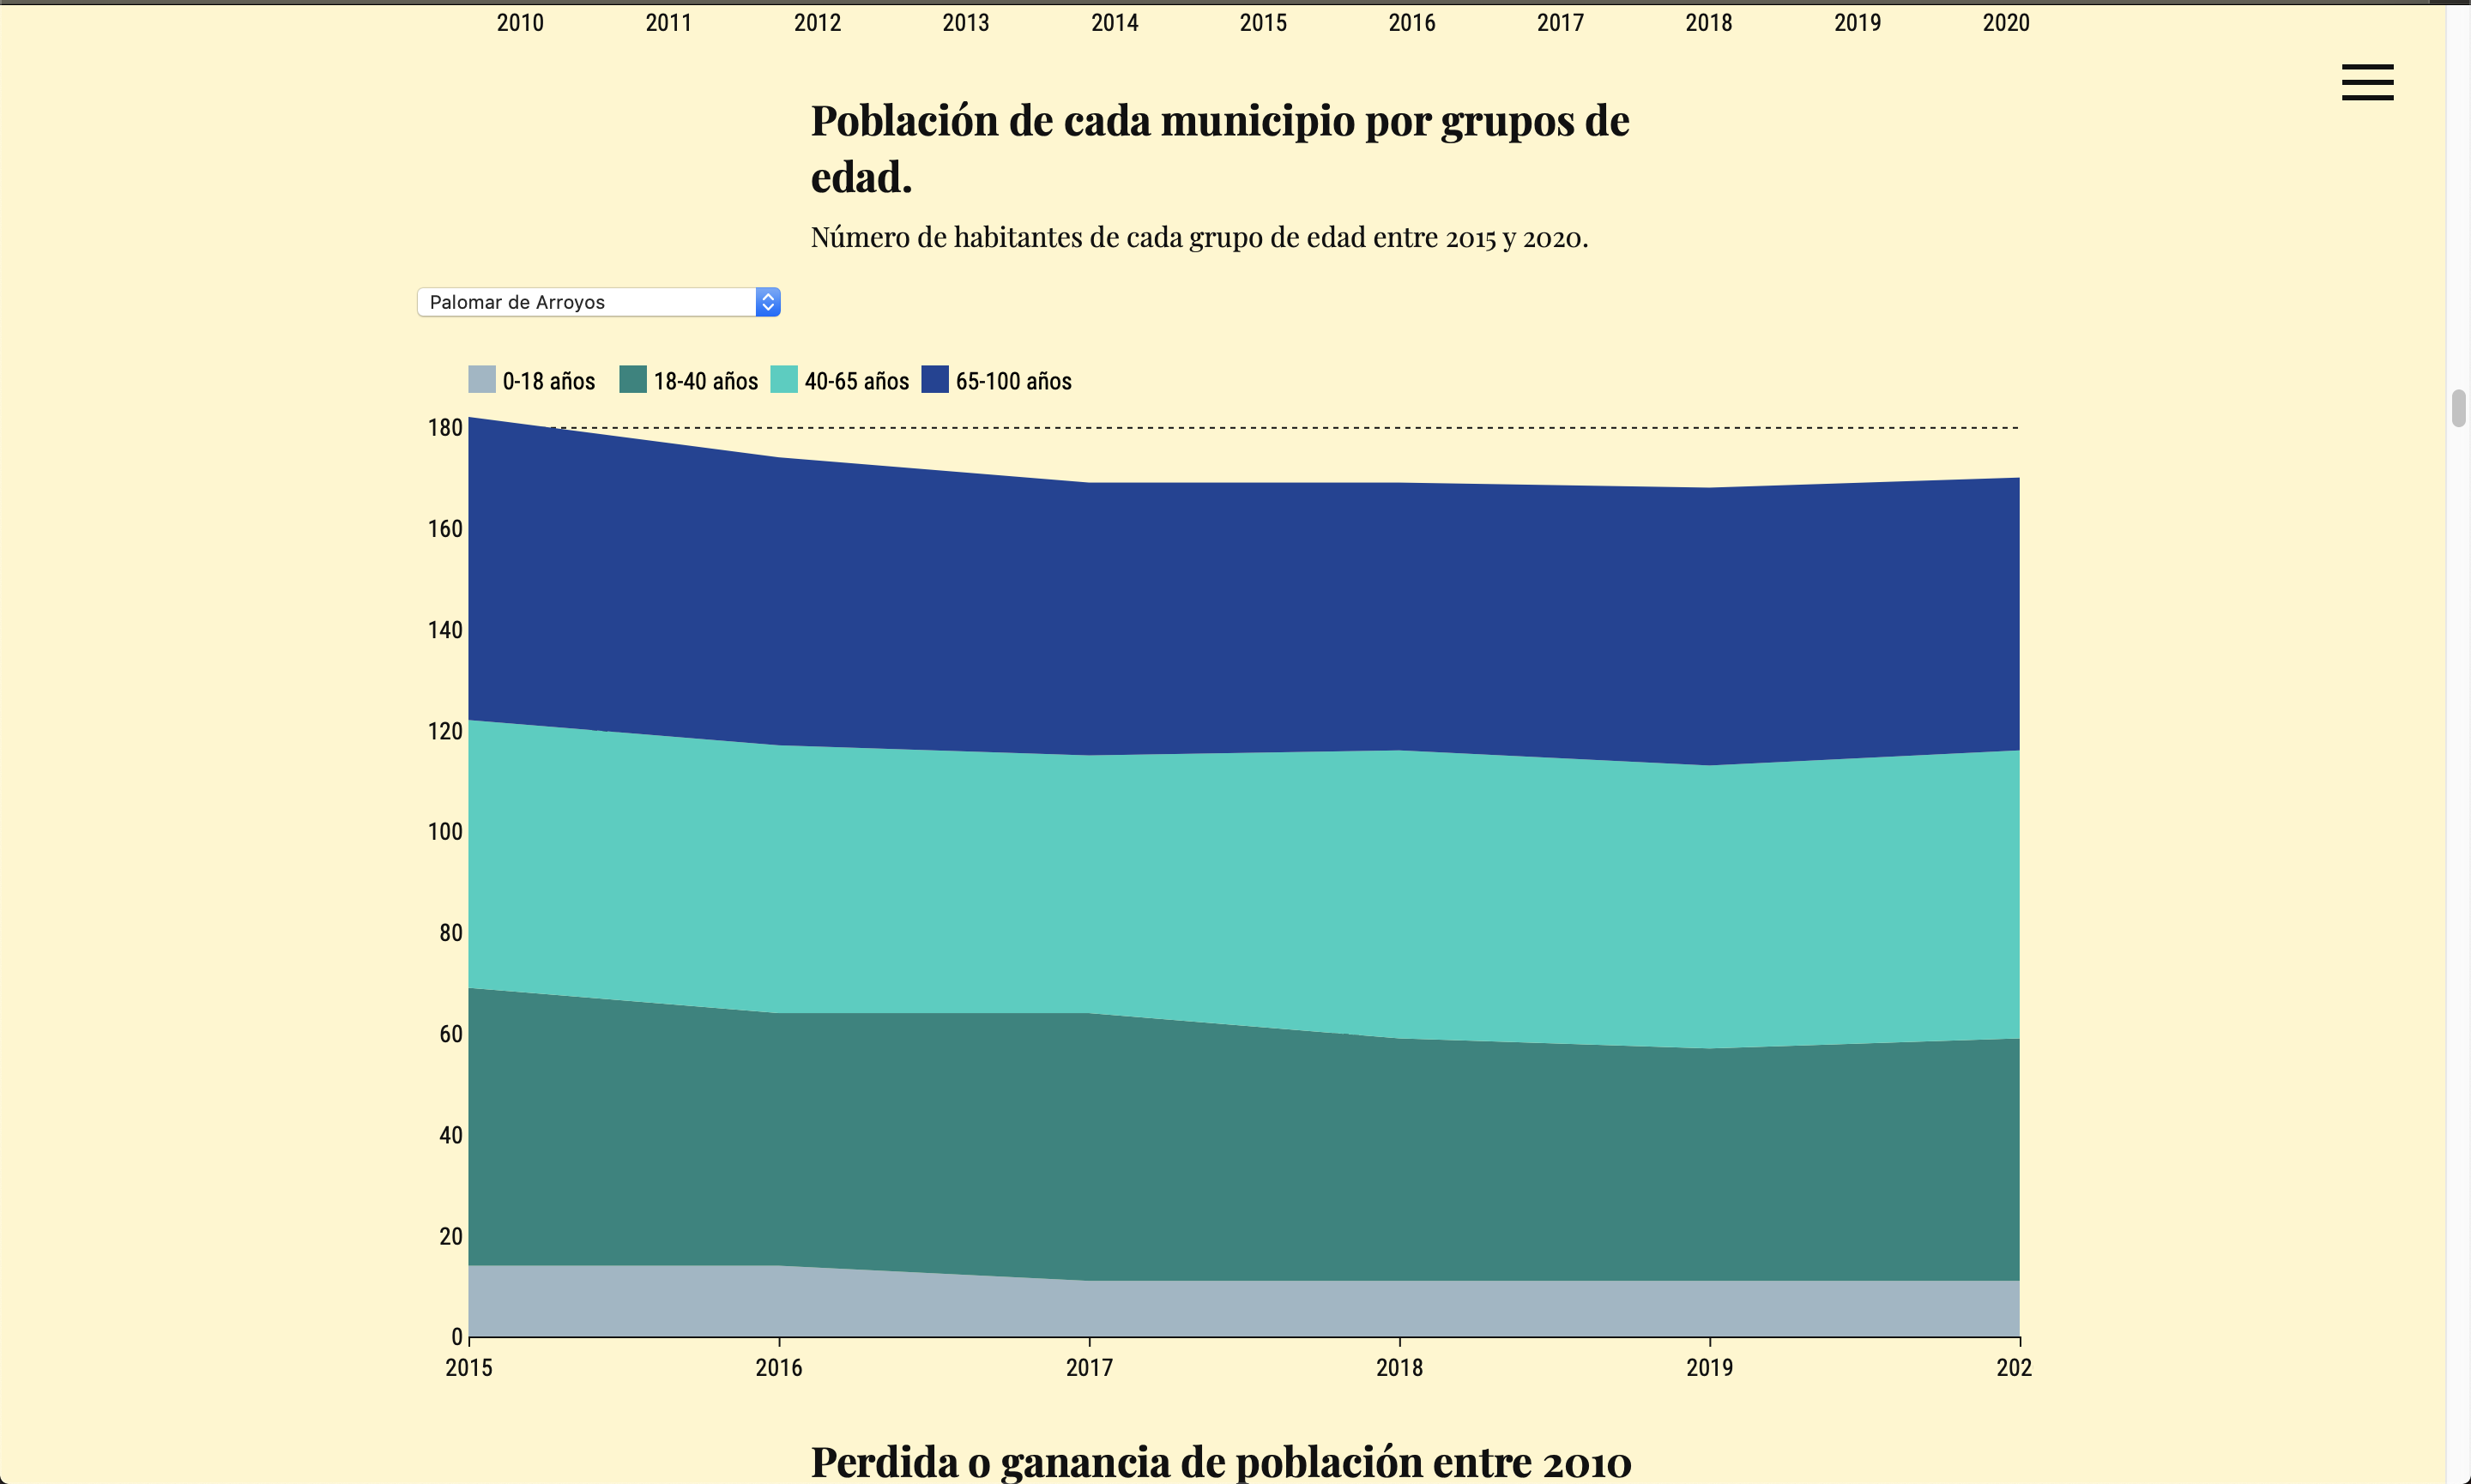 2010 2011 2012 2013 2014 2015 2016 2017 2018 2019 2020
Población de cada municipio por grupos de
edad.
Número de habitantes de cada grupo de edad entre 2015 y 2020.
Palomar de Arroyos
0-18 años 18-40 años 40-65 años 65-100 años
180
160
140
120
100
80
60
40
20
0
2015 2016 2017 2018 2019 202
Perdida o ganancia de población entre 2010